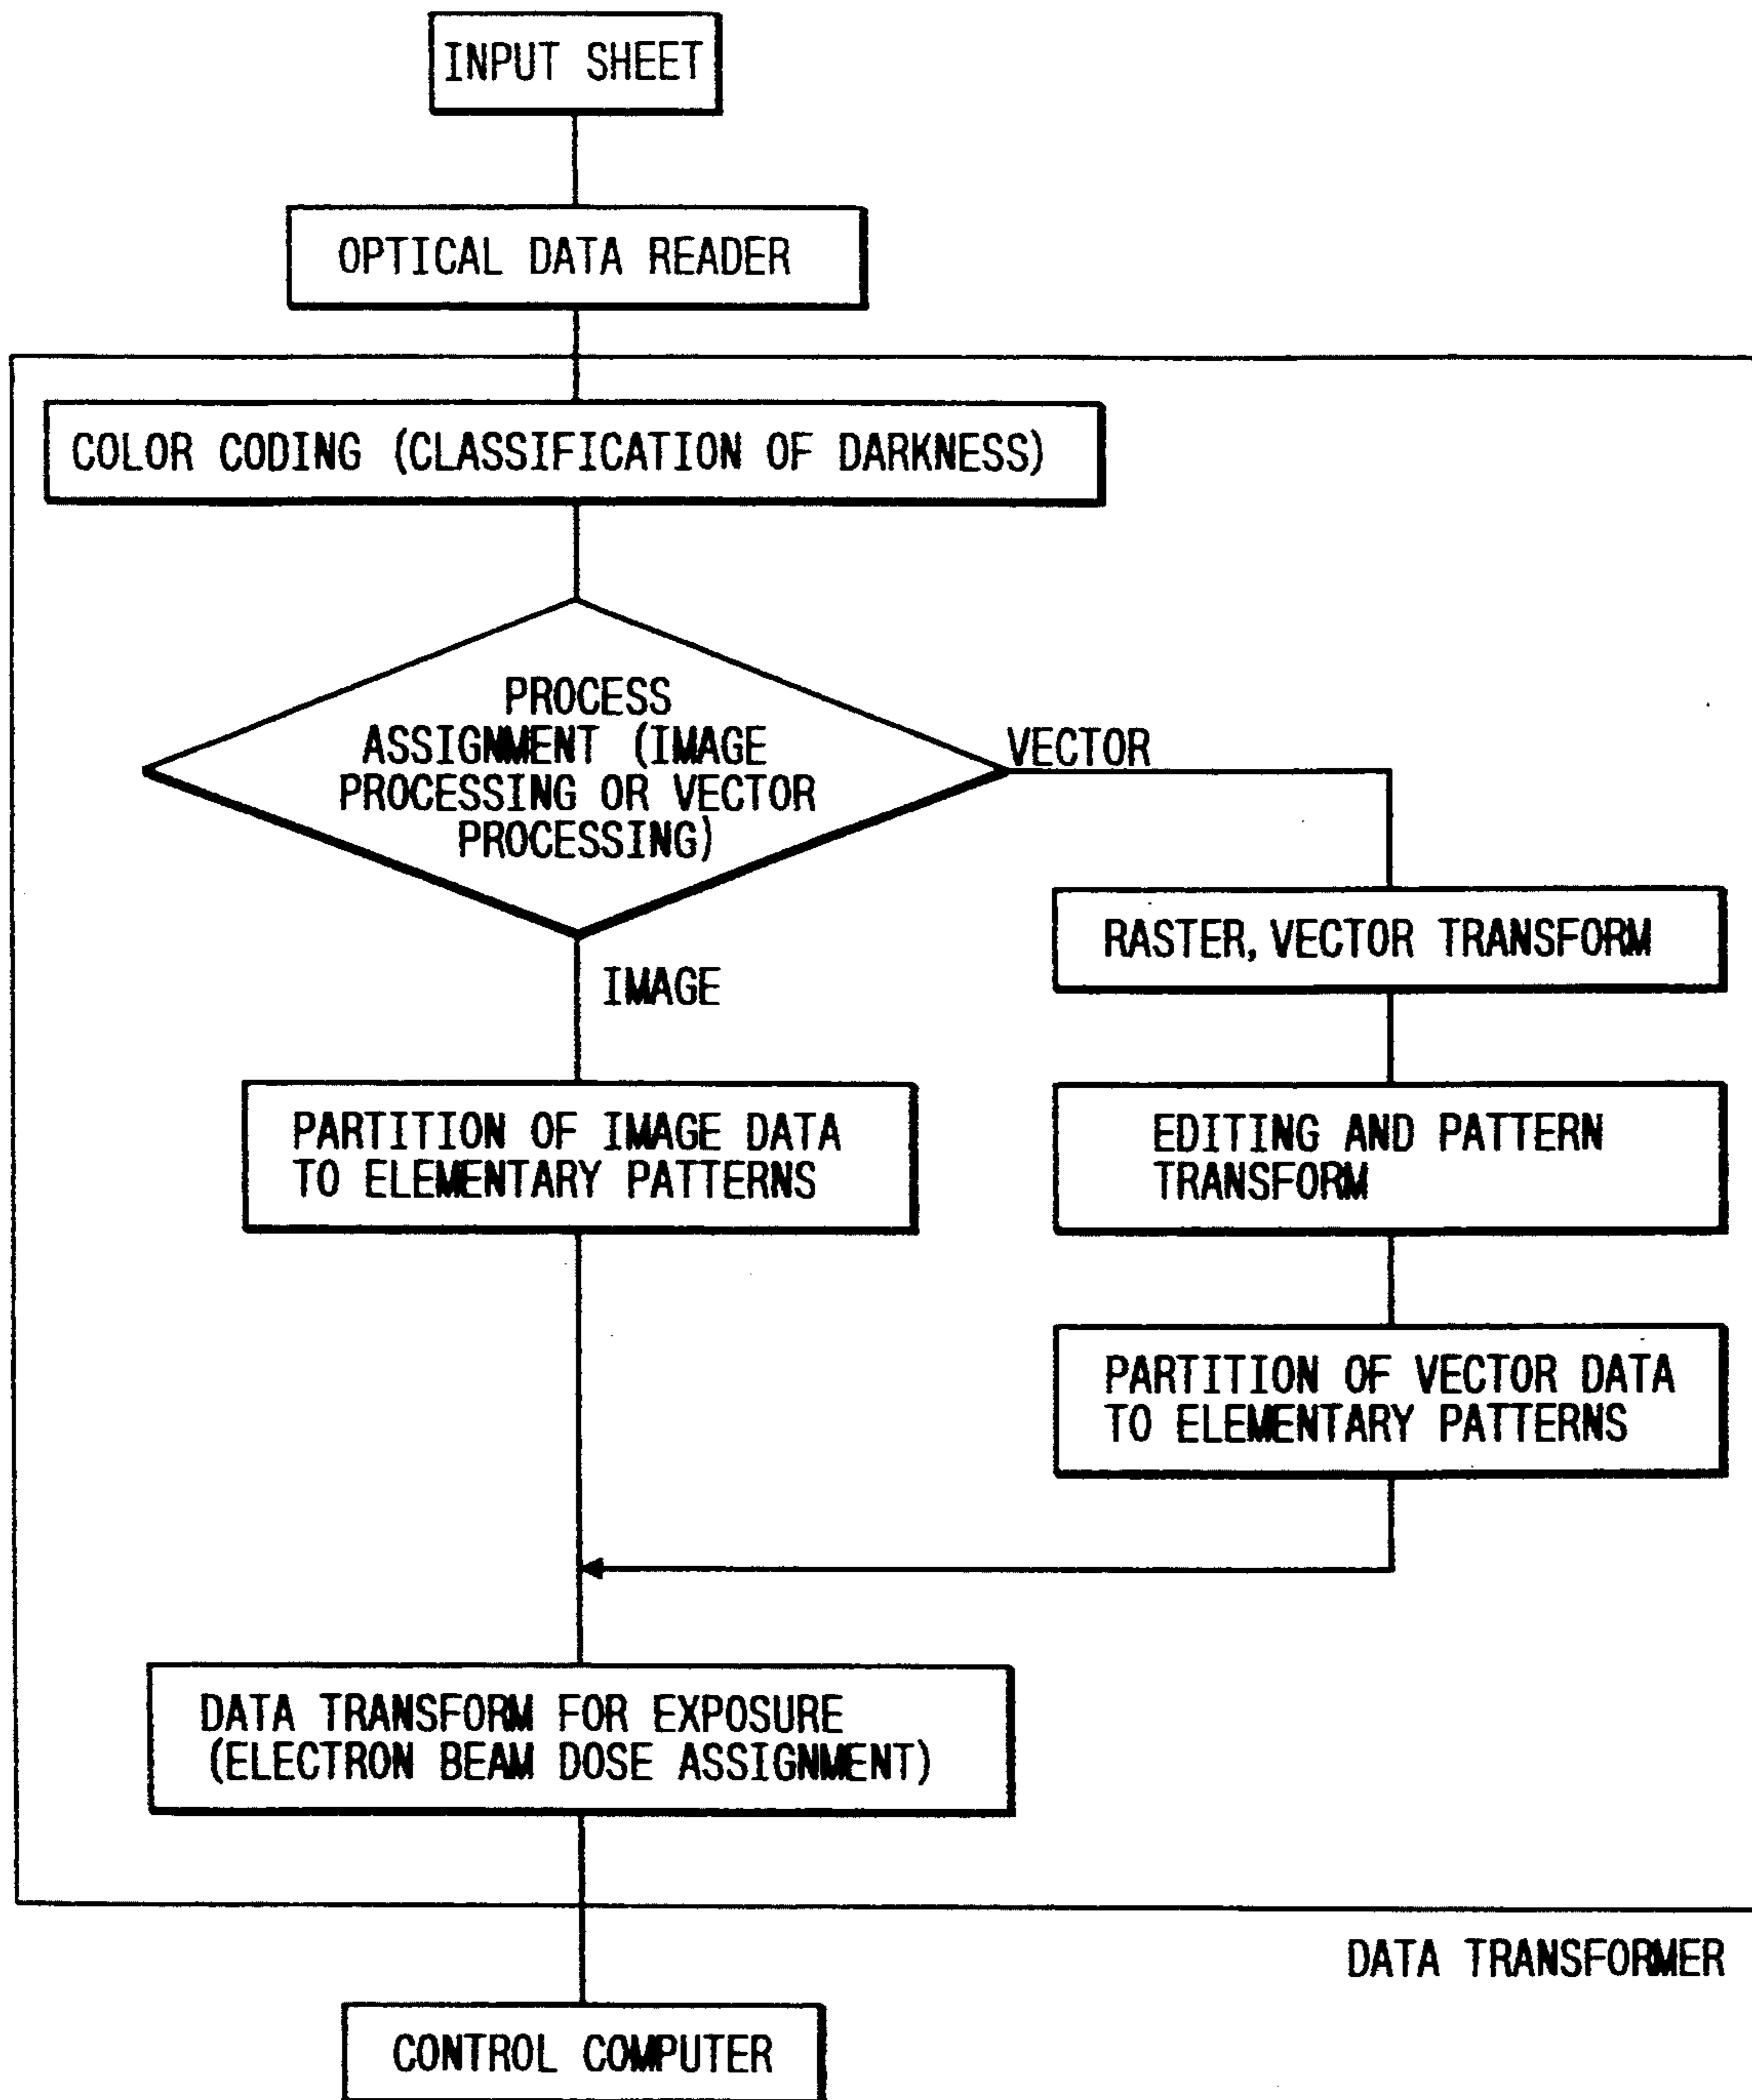 INPUT SHEET
OPTICAL DATA READER
COLOR CODING (CLASSIFICATION OF DARKNESS)
PROCESS
ASSIGNMENT (IMAGE
PROCESSING OR VECTOR
PROCESSING)
VECTOR
IMAGE
RASTER, VECTOR TRANSFORM
PARTITION OF IMAGE DATA
TO ELEMENTARY PATTERNS
EDITING AND PATTERN
TRANSFORM
PARTITION OF VECTOR DATA
TO ELEMENTARY PATTERNS
DATA TRANSFORM FOR EXPOSURE
(ELECTRON BEAM DOSE ASSIGNMENT)
DATA TRANSFORMER
CONTROL COMPUTER